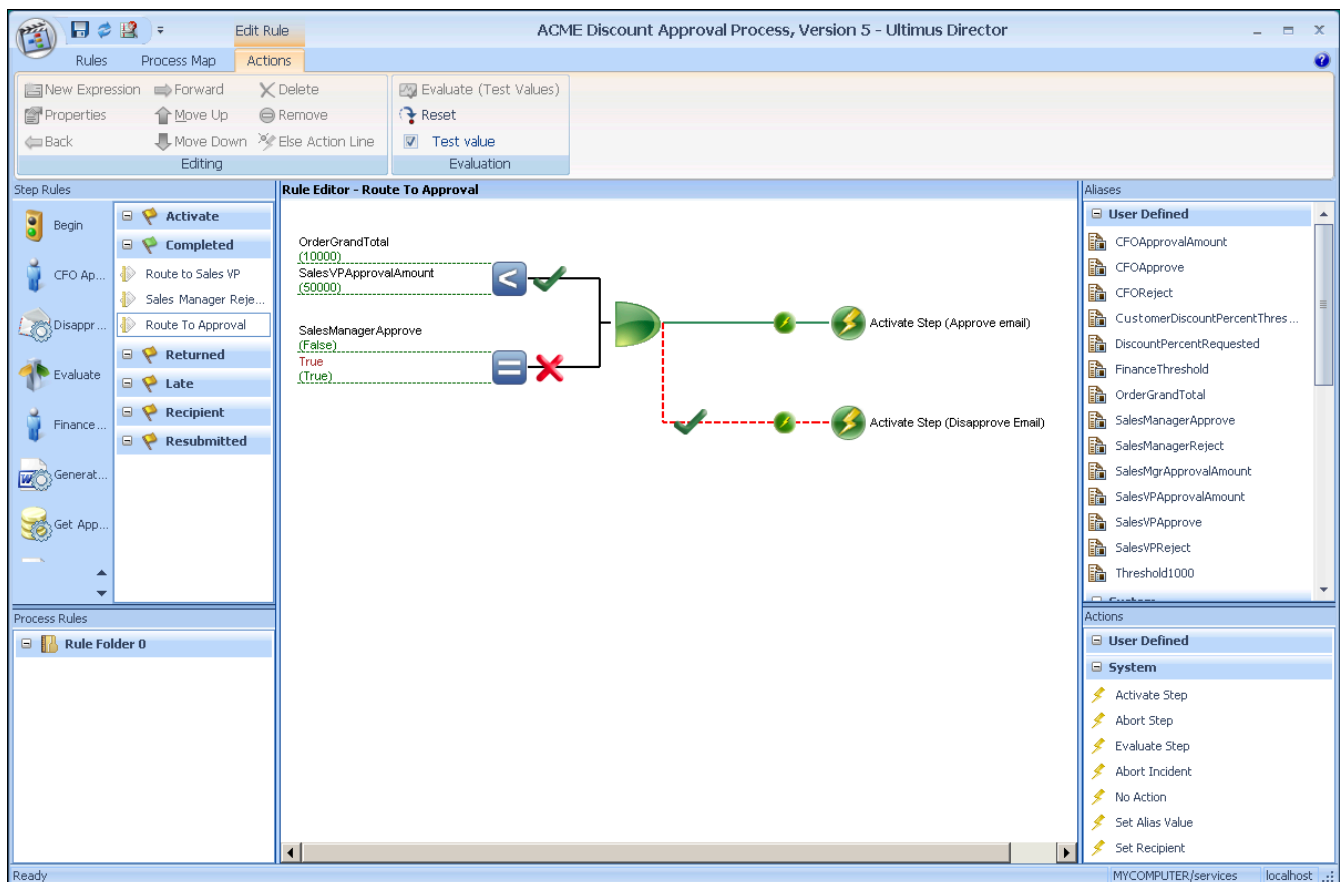 Edit Rule
ACME Discount Approval Process, Version 5 - Ultimus Director
Rules
Process Map
Actions
New Expression
Forward
Delete
Properties
Move Up
Remove
Back
Move Down
Else Action Line
Editing
Evaluate (Test Values)
Reset
Test value
Evaluation
Step Rules
Begin
CFO Ap...
Disappr...
Evaluate
Finance...
Generat...
Get App...
Activate
Completed
Route to Sales VP
Sales Manager Reje...
Route To Approval
Returned
Late
Recipient
Resubmitted
Process Rules
Rule Folder 0
Rule Editor - Route To Approval
OrderGrandTotal
(10000)
SalesVPApprovalAmount
(50000)
SalesManagerApprove
(False)
True
(True)
Activate Step (Approve email)
Activate Step (Disapprove Email)
Aliases
User Defined
CFOApprovalAmount
CFOApprove
CFOReject
CustomerDiscountPercentThres...
DiscountPercentRequested
FinanceThreshold
OrderGrandTotal
SalesManagerApprove
SalesManagerReject
SalesMgrApprovalAmount
SalesVPApprovalAmount
SalesVPApprove
SalesVPReject
Threshold1000
Actions
User Defined
System
Activate Step
Abort Step
Evaluate Step
Abort Incident
No Action
Set Alias Value
Set Recipient
Ready
MYCOMPUTER/services
localhost